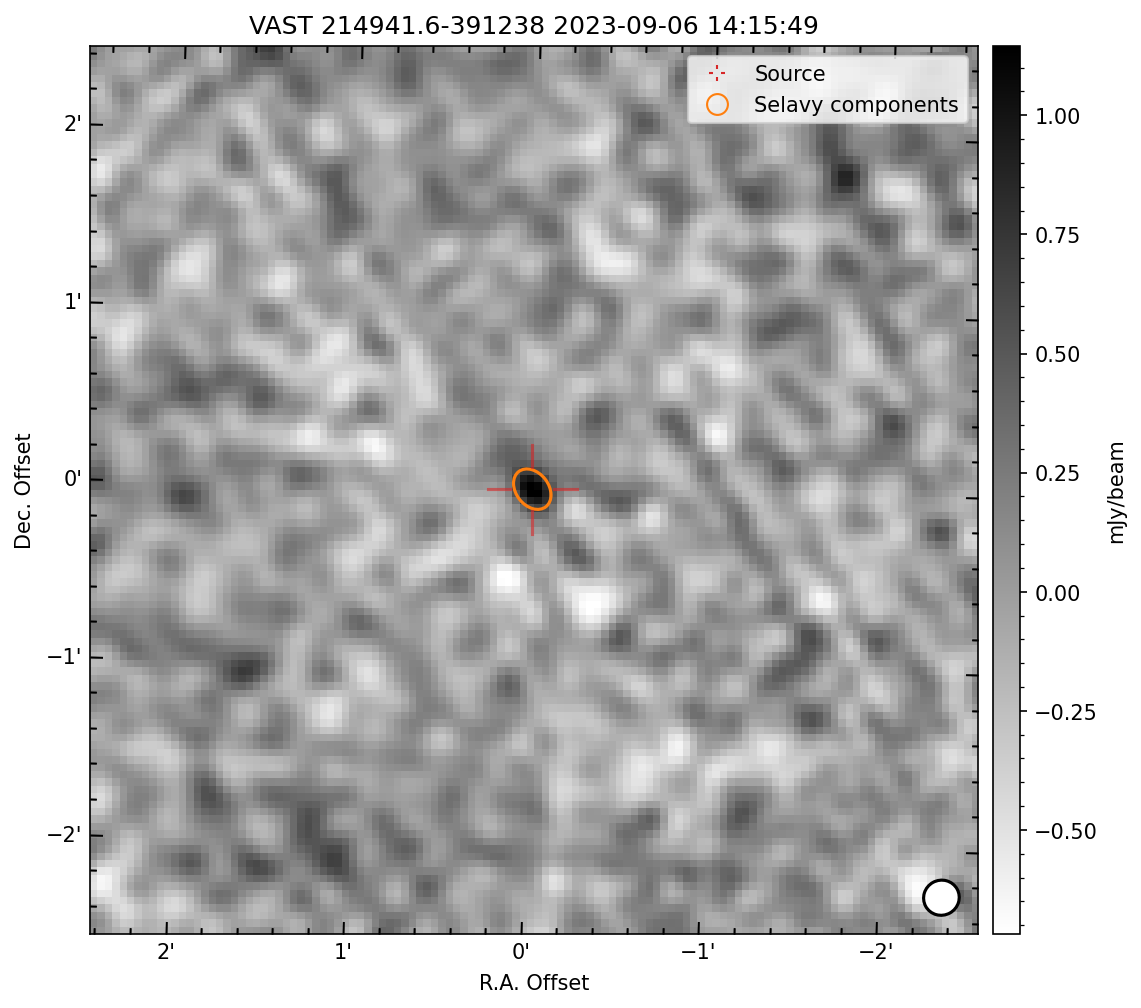 VAST 214941.6-391238 2023-09-06 14:15:49
Source
Selavy components
2'
1'
0'
−1'
−2'
2'
1'
0'
−1'
−2'
R.A. Offset
Dec. Offset
1.00
0.75
0.50
0.25
0.00
−0.25
−0.50
mJy/beam